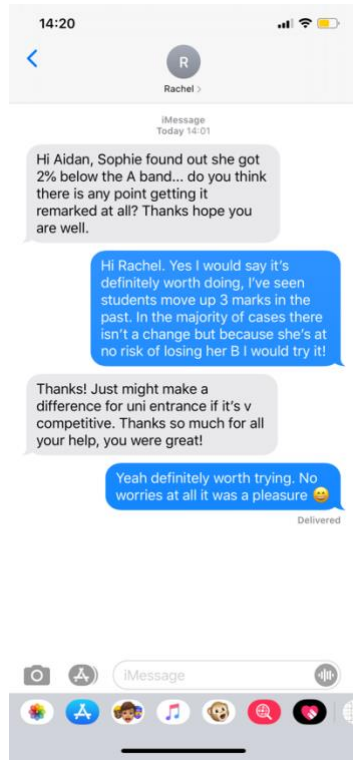 14:20
R
Rachel >
iMessage
Today 14:01
Hi Aidan, Sophie found out she got
2% below the A band... do you think
there is any point getting it
remarked at all? Thanks hope you
are well.
Hi Rachel. Yes I would say it's
definitely worth doing, I've seen
students move up 3 marks in the
past. In the majority of cases there
isn't a change but because she's at
no risk of losing her B I would try it!
Thanks! Just might make a
difference for uni entrance if it's v
competitive. Thanks so much for all
your help, you were great!
Yeah definitely worth trying. No
worries at all it was a pleasure 😀
Delivered
iMessage